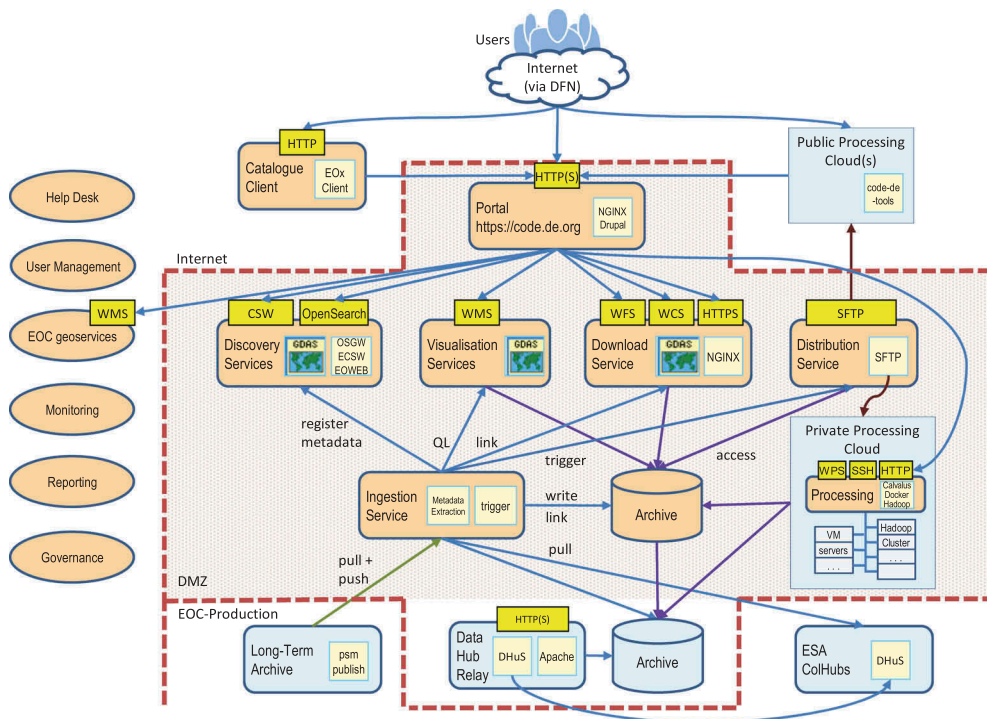 Users
Internet
(via DFN)
HTTP
Catalogue
Client
EOx
Client
HTTP(S)
Portal
https://code.de.org
NGINX
Drupal
Public Processing
Cloud(s)
code-de
-tools
Help Desk
User Management
WMS
EOC geoservices
Monitoring
Reporting
Governance
Internet
CSW
OpenSearch
Discovery
Services
GDAS
OSGW
ECSW
EOWEB
WMS
Visualisation
Services
GDAS
WFS
WCS
HTTPS
Download
Service
GDAS
NGINX
SFTP
Distribution
Service
SFTP
register
metadata
QL
link
trigger
access
Ingestion
Service
Metadata
Extraction
trigger
write
link
Archive
pull
pull +
push
Private Processing
Cloud
WPS
SSH
HTTP
Processing
Calvalus
Docker
Hadoop
VM
servers
. . .
Hadoop
Cluster
. . .
DMZ
EOC-Production
Long-Term
Archive
psm
publish
HTTP(S)
Data
Hub
Relay
DHuS
Apache
Archive
ESA
ColHubs
DHuS